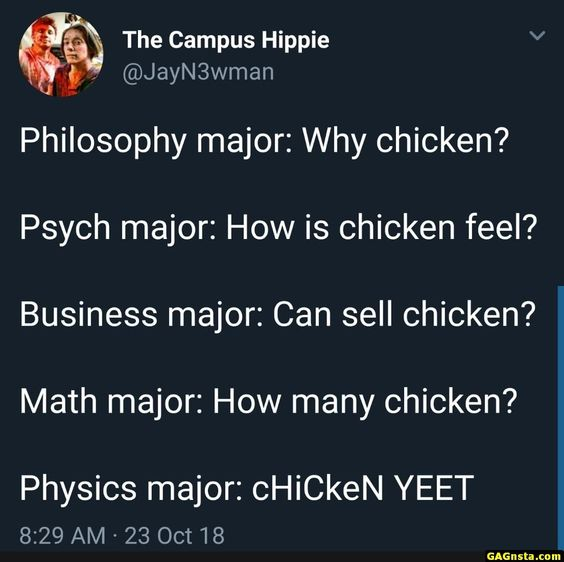 The Campus Hippie
@JayN3wman
Philosophy major: Why chicken?
Psych major: How is chicken feel?
Business major: Can sell chicken?
Math major: How many chicken?
Physics major: cHiCkeN YEET
8:29 AM · 23 Oct 18
GAGnsta.com